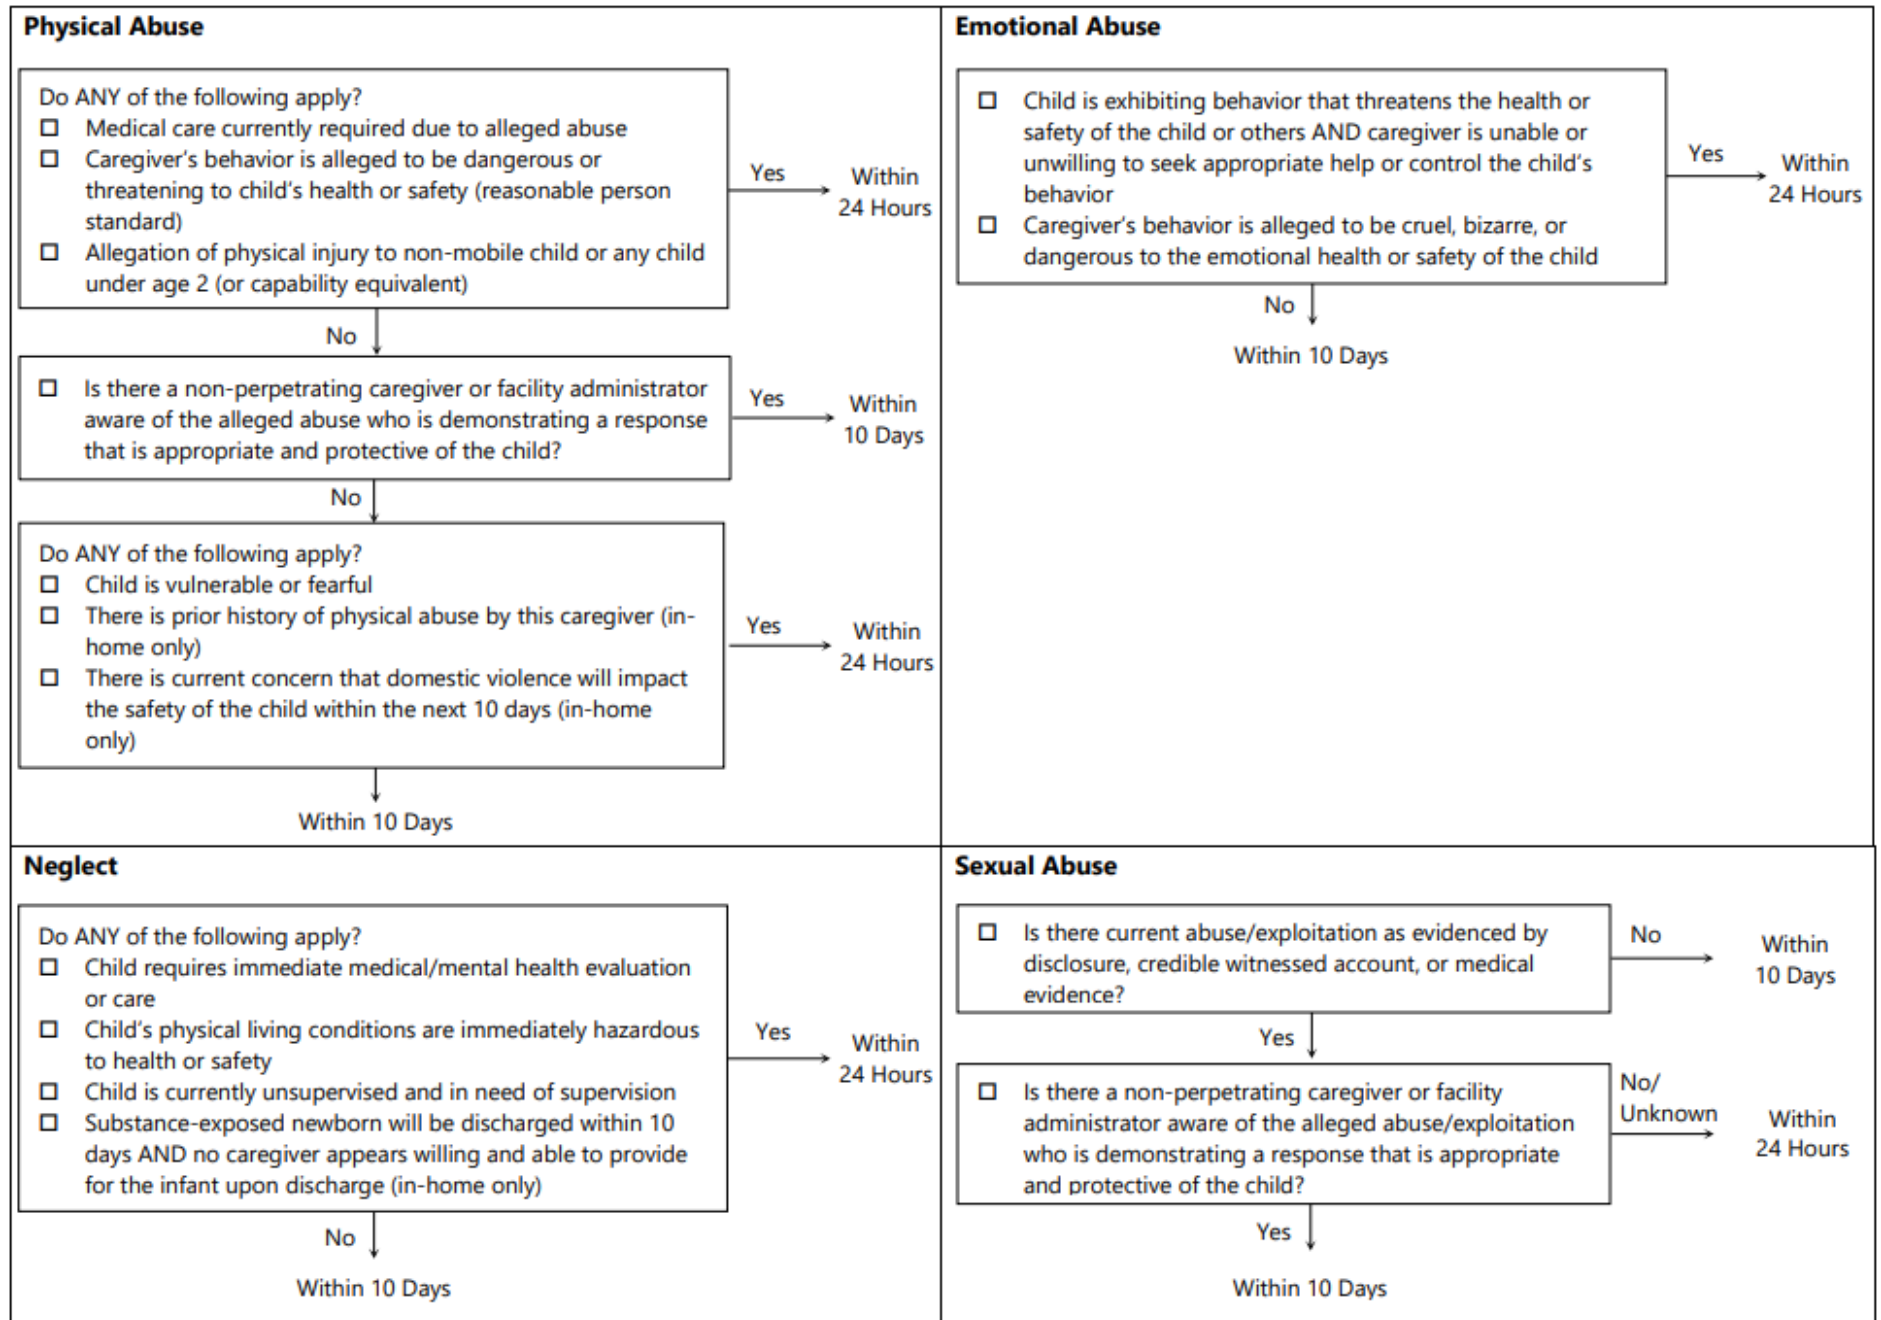 Physical Abuse
Do ANY of the following apply?
Medical care currently required due to alleged abuse
Caregiver's behavior is alleged to be dangerous or
threatening to child's health or safety (reasonable person
standard)
Allegation of physical injury to non-mobile child or any child
under age 2 (or capability equivalent)
Yes
Within
24 Hours
No
Is there a non-perpetrating caregiver or facility administrator
aware of the alleged abuse who is demonstrating a response
that is appropriate and protective of the child?
Yes
Within
10 Days
No
Do ANY of the following apply?
Child is vulnerable or fearful
There is prior history of physical abuse by this caregiver (in-
home only)
There is current concern that domestic violence will impact
the safety of the child within the next 10 days (in-home
only)
Yes
Within
24 Hours
Within 10 Days
Emotional Abuse
Child is exhibiting behavior that threatens the health or
safety of the child or others AND caregiver is unable or
unwilling to seek appropriate help or control the child's
behavior
Caregiver's behavior is alleged to be cruel, bizarre, or
dangerous to the emotional health or safety of the child
Yes
Within
24 Hours
No
Within 10 Days
Neglect
Do ANY of the following apply?
Child requires immediate medical/mental health evaluation
or care
Child's physical living conditions are immediately hazardous
to health or safety
Child is currently unsupervised and in need of supervision
Substance-exposed newborn will be discharged within 10
days AND no caregiver appears willing and able to provide
for the infant upon discharge (in-home only)
Yes
Within
24 Hours
No
Within 10 Days
Sexual Abuse
Is there current abuse/exploitation as evidenced by
disclosure, credible witnessed account, or medical
evidence?
No
Within
10 Days
Yes
Is there a non-perpetrating caregiver or facility
administrator aware of the alleged abuse/exploitation
who is demonstrating a response that is appropriate
and protective of the child?
No/
Unknown
Within
24 Hours
Yes
Within 10 Days